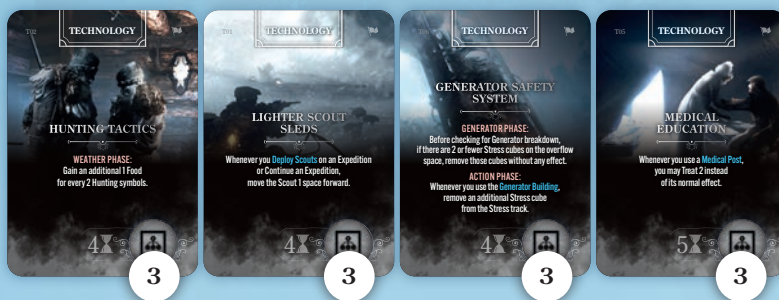 T02
TECHNOLOGY
HUNTING TACTICS
WEATHER PHASE:
Gain an additional 1 Food
for every 2 Hunting symbols.
4
3
T01
TECHNOLOGY
LIGHTER SCOUT
SLEDS
Whenever you Deploy Scouts on an Expedition
or Continue an Expedition,
move the Scout 1 space forward.
4
3
TECHNOLOGY
GENERATOR SAFETY
SYSTEM
GENERATOR PHASE:
Before checking for Generator breakdown,
if there are 2 or fewer Stress cubes on the overflow
space, remove those cubes without any effect.
ACTION PHASE:
Whenever you use the Generator Building,
remove an additional Stress cube
from the Stress track.
4
3
T05
TECHNOLOGY
MEDICAL
EDUCATION
Whenever you use a Medical Post,
you may Treat 2 instead
of its normal effect.
5
3